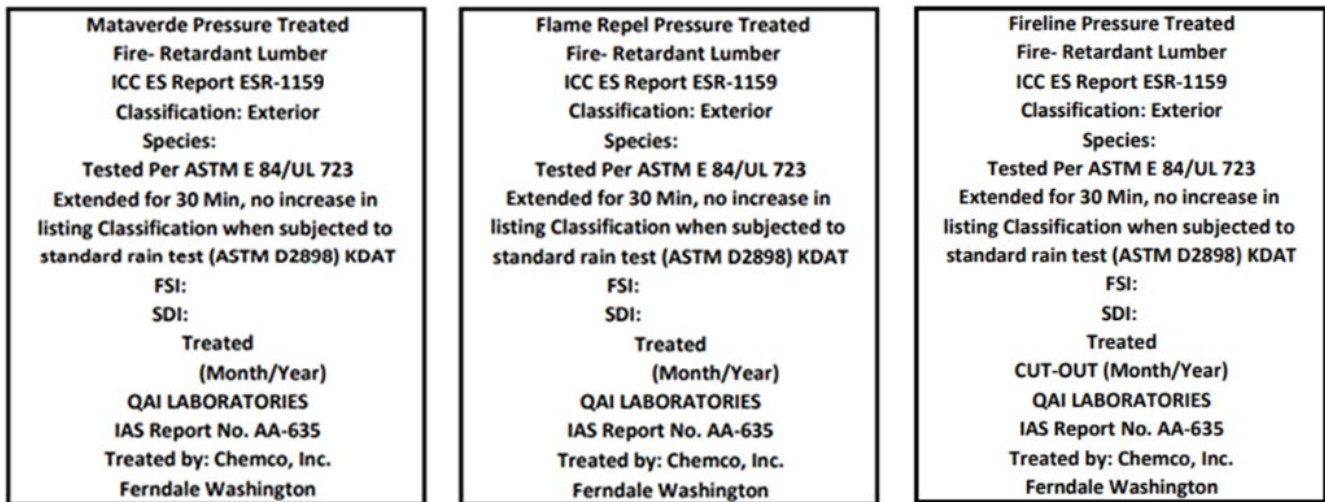 Mataverde Pressure Treated
Fire- Retardant Lumber
ICC ES Report ESR-1159
Classification: Exterior
Species:
Tested Per ASTM E 84/UL 723
Extended for 30 Min, no increase in
listing Classification when subjected to
standard rain test (ASTM D2898) KDAT
FSI:
SDI:
Treated
(Month/Year)
QAI LABORATORIES
IAS Report No. AA-635
Treated by: Chemco, Inc.
Ferndale Washington
Flame Repel Pressure Treated
Fire- Retardant Lumber
ICC ES Report ESR-1159
Classification: Exterior
Species:
Tested Per ASTM E 84/UL 723
Extended for 30 Min, no increase in
listing Classification when subjected to
standard rain test (ASTM D2898) KDAT
FSI:
SDI:
Treated
(Month/Year)
QAI LABORATORIES
IAS Report No. AA-635
Treated by: Chemco, Inc.
Ferndale Washington
Fireline Pressure Treated
Fire- Retardant Lumber
ICC ES Report ESR-1159
Classification: Exterior
Species:
Tested Per ASTM E 84/UL 723
Extended for 30 Min, no increase in
listing Classification when subjected to
standard rain test (ASTM D2898) KDAT
FSI:
SDI:
Treated
CUT-OUT (Month/Year)
QAI LABORATORIES
IAS Report No. AA-635
Treated by: Chemco, Inc.
Ferndale Washington